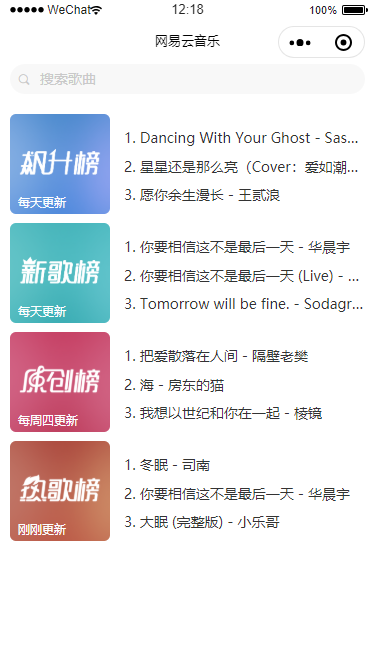 WeChat 12:18 100%
网易云音乐
搜索歌曲
飙升榜
每天更新
1. Dancing With Your Ghost - Sas...
2. 星星还是那么亮（Cover：爱如潮...
3. 愿你余生漫长 - 王贰浪
新歌榜
每天更新
1. 你要相信这不是最后一天 - 华晨宇
2. 你要相信这不是最后一天 (Live) - ...
3. Tomorrow will be fine. - Sodagr...
原创榜
每周四更新
1. 把爱散落在人间 - 隔壁老樊
2. 海 - 房东的猫
3. 我想以世纪和你在一起 - 棱镜
热歌榜
刚刚更新
1. 冬眠 - 司南
2. 你要相信这不是最后一天 - 华晨宇
3. 大眠 (完整版) - 小乐哥